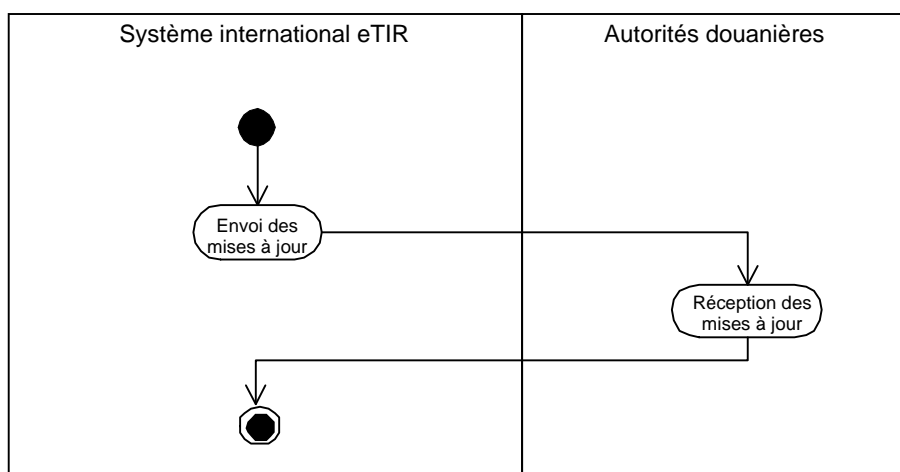 Système international eTIR
Autorités douanières
Envoi des
mises à jour
Réception des
mises à jour